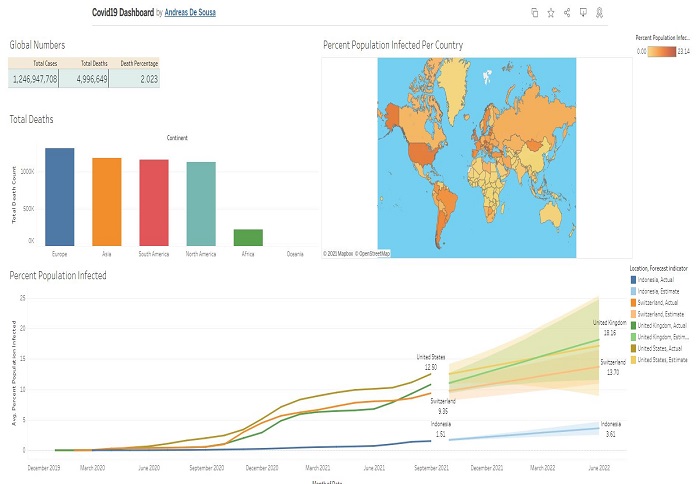 Covid19 Dashboard by Andreas De Sousa
Global Numbers
Total Cases Total Deaths Death Percentage
1,246,947,708 4,996,649 2.023
Percent Population Infected Per Country
Percent Population Infec...
0.00 23.14
© 2021 Mapbox © OpenStreetMap
Total Deaths
Continent
Total Death Count
1000K
500K
0K
Europe Asia South America North America Africa Oceania
Percent Population Infected
Avg. Percent Population Infected
25
20
15
10
5
0
United States
12.50
Switzerland
9.35
Indonesia
1.51
United Kingdom
18.16
Switzerland
13.70
Indonesia
3.61
December 2019 March 2020 June 2020 September 2020 December 2020 March 2021 June 2021 September 2021 December 2021 March 2022 June 2022
Location, Forecast indicator
Indonesia, Actual
Indonesia, Estimate
Switzerland, Actual
Switzerland, Estimate
United Kingdom, Actual
United Kingdom, Estim...
United States, Actual
United States, Estimate